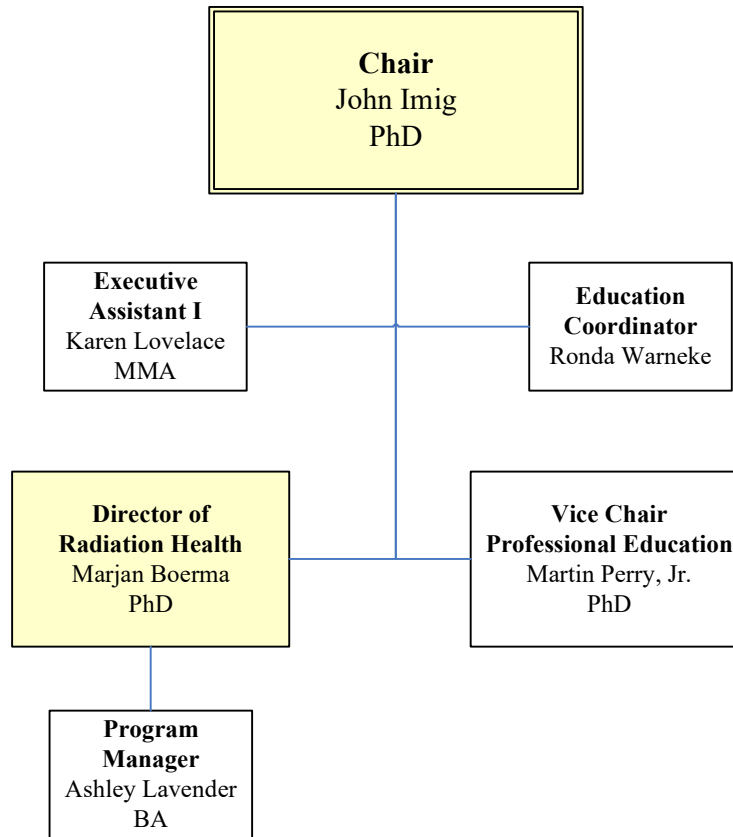 Chair
John Imig
PhD
Executive
Assistant I
Karen Lovelace
MMA
Education
Coordinator
Ronda Warneke
Director of
Radiation Health
Marjan Boerma
PhD
Vice Chair
Professional Education
Martin Perry, Jr.
PhD
Program
Manager
Ashley Lavender
BA